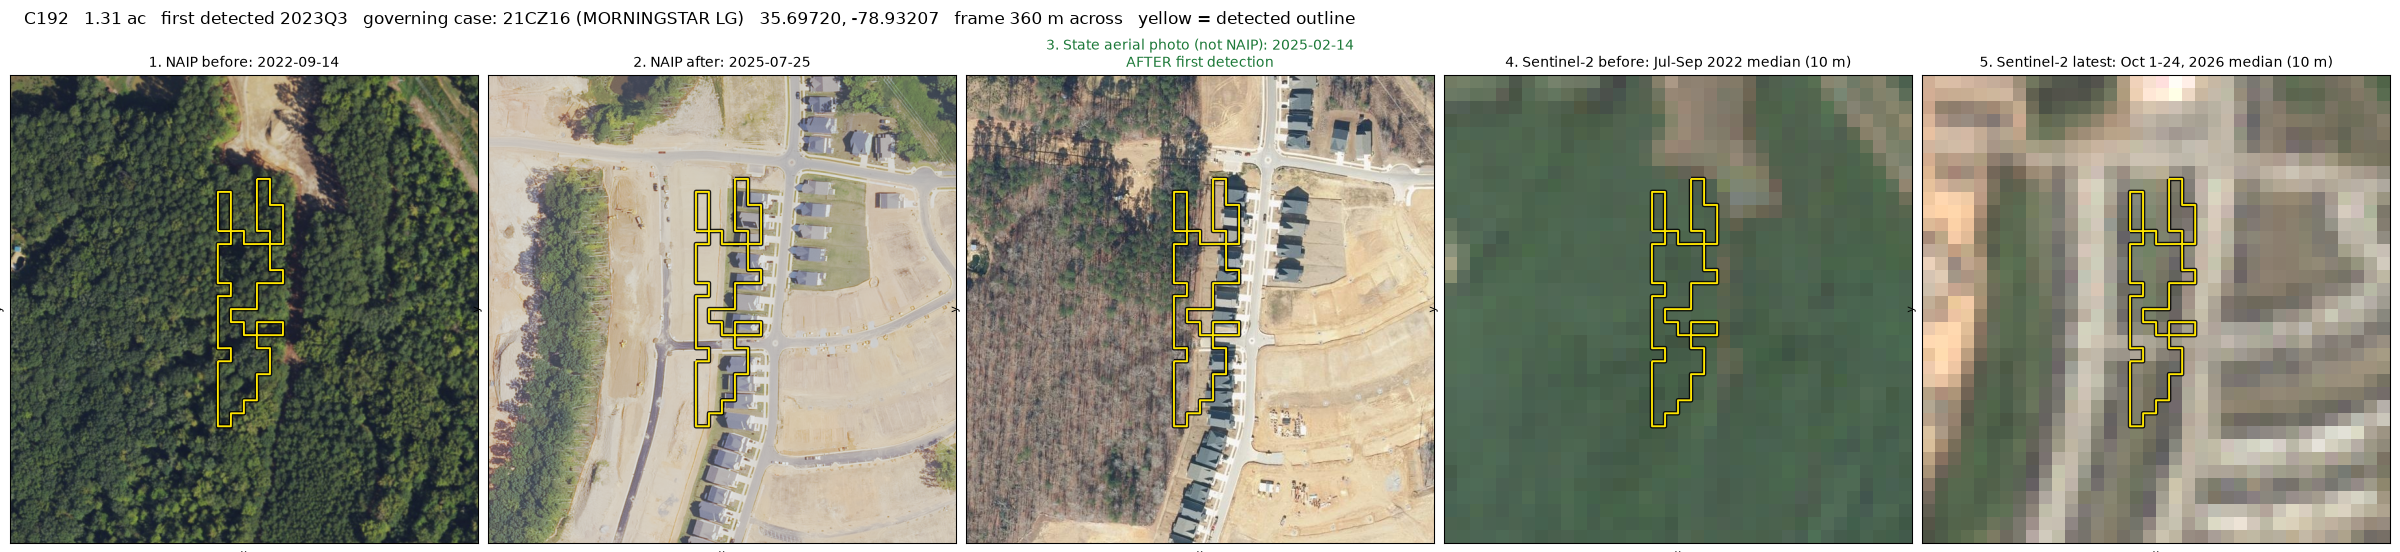 C192   1.31 ac   first detected 2023Q3   governing case: 21CZ16 (MORNINGSTAR LG)   35.69720, -78.93207   frame 360 m across   yellow = detected outline
1. NAIP before: 2022-09-14
2. NAIP after: 2025-07-25
3. State aerial photo (not NAIP): 2025-02-14
AFTER first detection
4. Sentinel-2 before: Jul-Sep 2022 median (10 m)
5. Sentinel-2 latest: Oct 1-24, 2026 median (10 m)